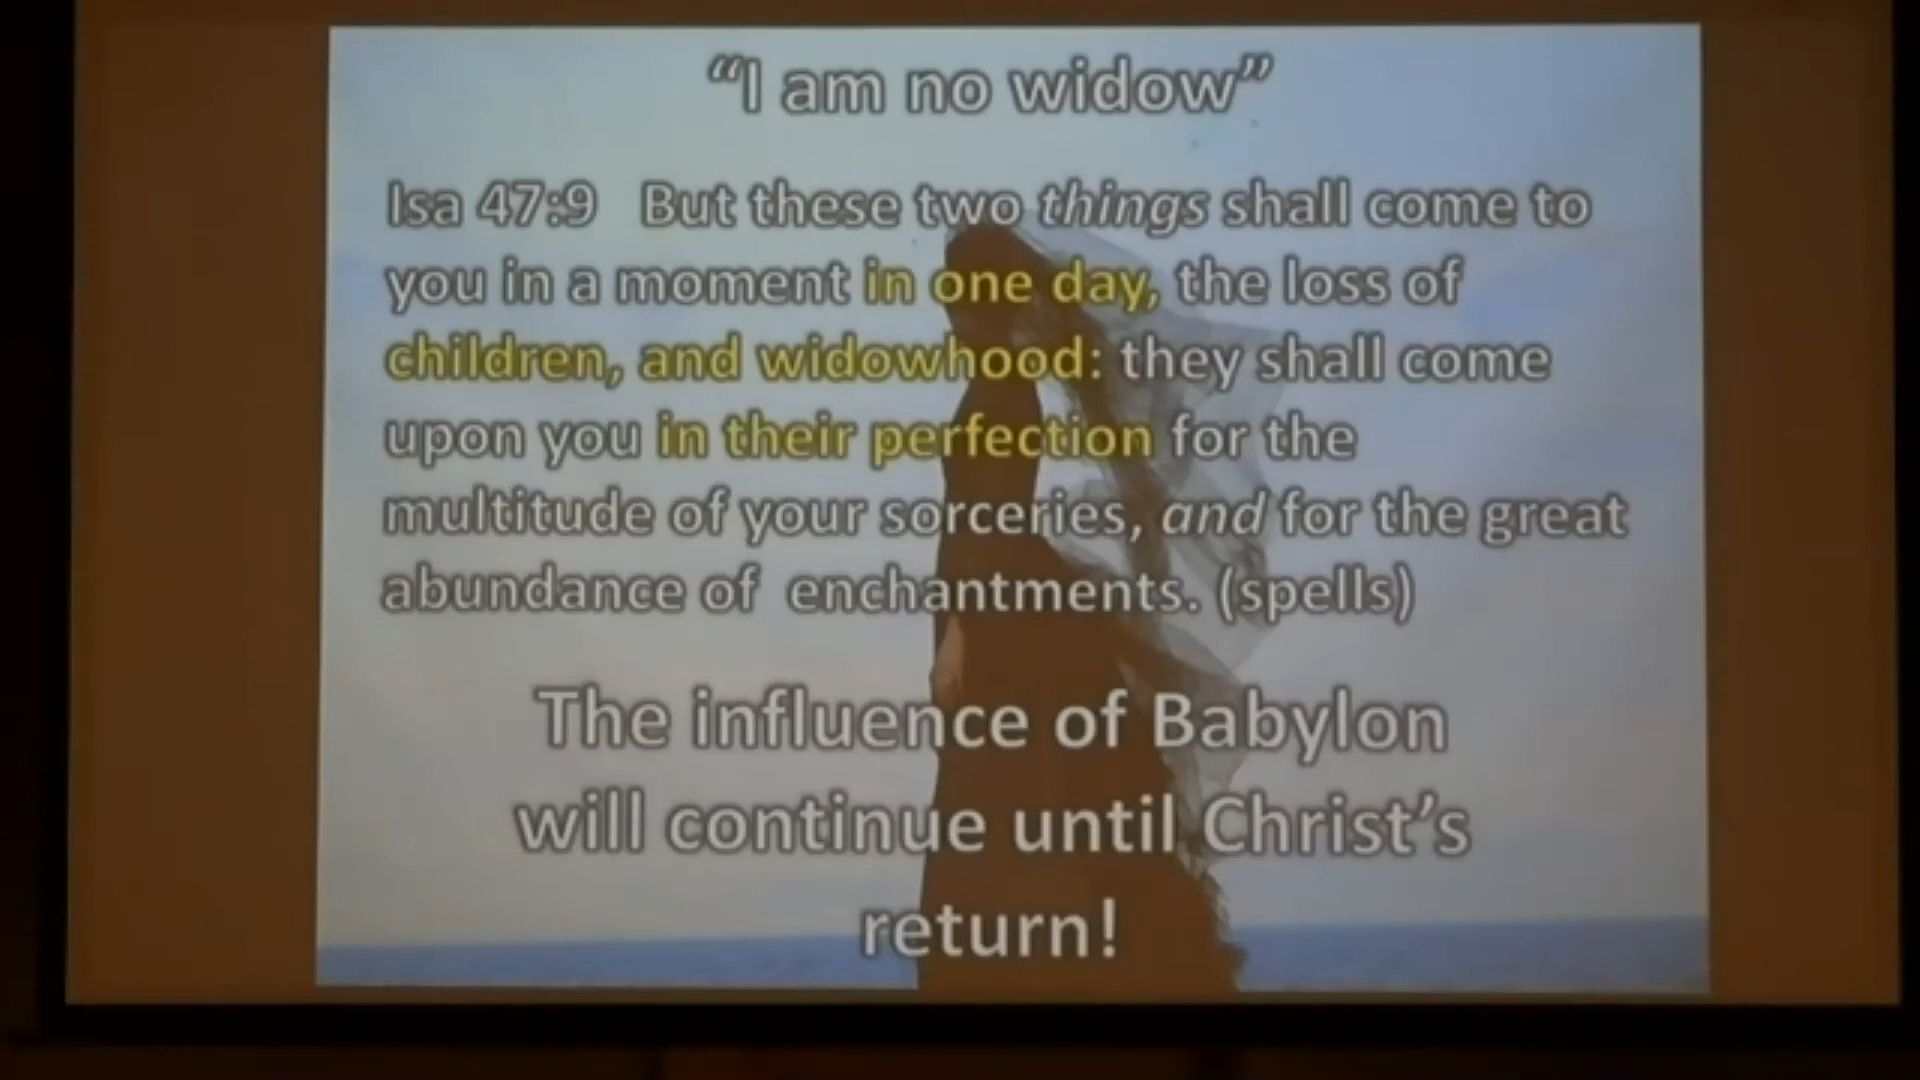 “I am no widow”
Isa 47:9 But these two things shall come to
you in a moment in one day, the loss of
children, and widowhood: they shall come
upon you in their perfection for the
multitude of your sorceries, and for the great
abundance of enchantments. (spells)
The influence of Babylon
will continue until Christ’s
return!